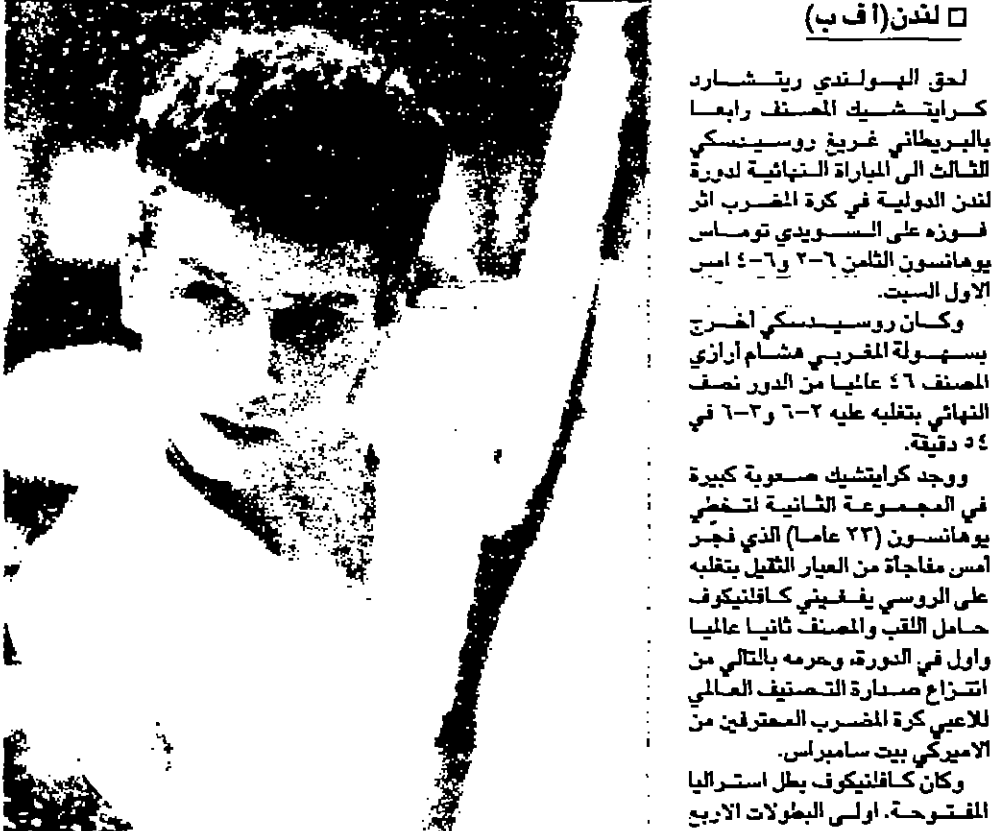 □ لندن (أ ف ب)
لحق الهولندي ريتشارد
كرايتشيك المصنف رابعا
بالبريطاني غريغ روسيدسكي
الثالث الى المباراة النهائية لدورة
لندن الدولية في كرة المضرب اثر
فوزه على السويدي توماس
يوهانسون الثامن ٦-٢ و٦-٤ امس
الاول السبت.
وكان روسيدسكي أخرج
بسهولة المغربي هشام أرازي
المصنف ٤٦ عالميا من الدور نصف
النهائي بتغلبه عليه ٢-٦ و٣-٦ في
٥٤ دقيقة.
ووجد كرايتشيك صعوبة كبيرة
في المجموعة الثانية لتخطي
يوهانسون (٢٣ عاما) الذي فجّر
أمس مفاجأة من العيار الثقيل بتغلبه
على الروسي يفغيني كافلنيكوف
حامل اللقب والمصنف ثانيا عالميا
واول في الدورة، وحرمه بالتالي من
انتزاع صدارة التصنيف العالمي
للاعبي كرة المضرب المحترفين من
الاميركي بيت سامبراس.
وكان كافلنيكوف بطل استراليا
المفتوحة، اولى البطولات الاربع